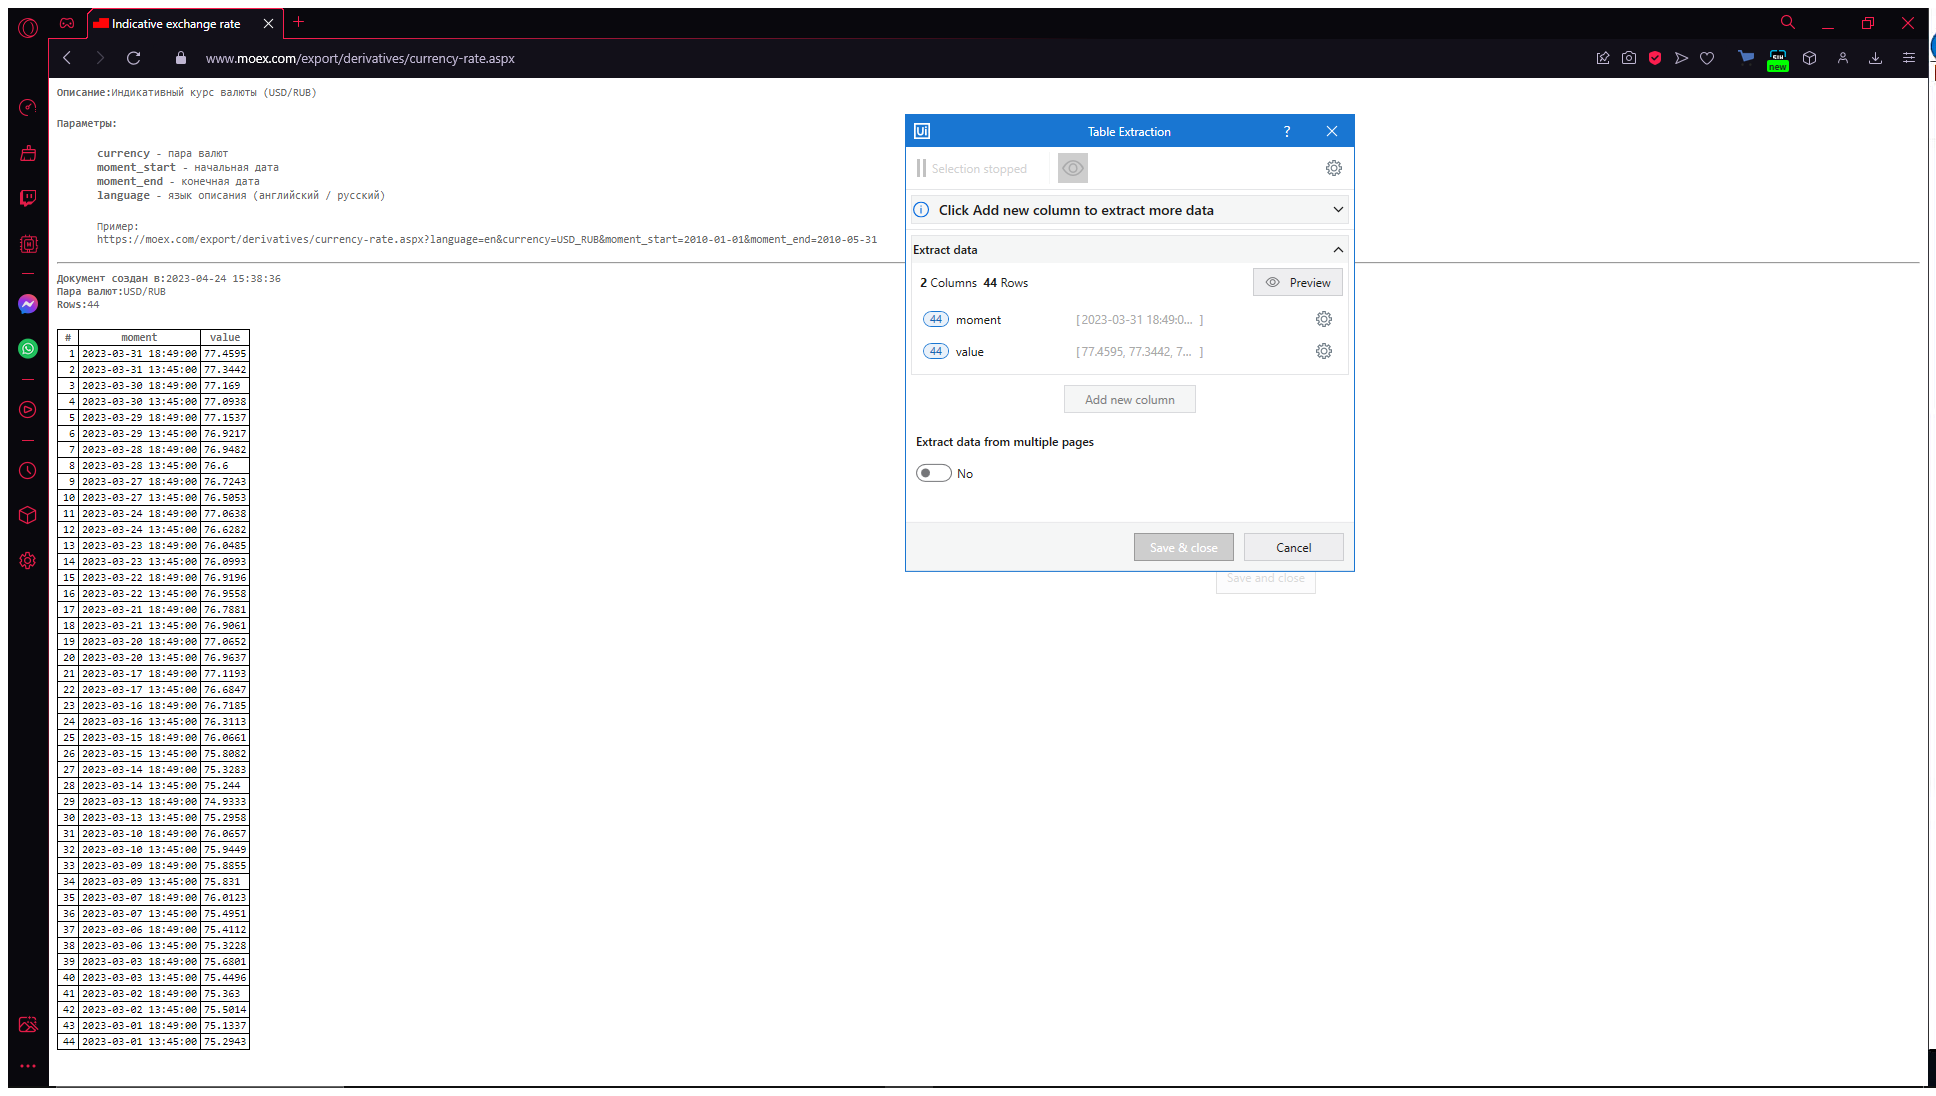 Indicative exchange rate
www.moex.com/export/derivatives/currency-rate.aspx
new
Описание:Индикативный курс валюты (USD/RUB)
Параметры:
currency - пара валют
moment_start - начальная дата
moment_end - конечная дата
language - язык описания (английский / русский)
Пример:
https://moex.com/export/derivatives/currency-rate.aspx?language=en&currency=USD_RUB&moment_start=2010-01-01&moment_end=2010-05-31
Документ создан в:2023-04-24 15:38:36
Пара валют:USD/RUB
Rows:44
# moment value
1 2023-03-31 18:49:00 77.4595
2 2023-03-31 13:45:00 77.3442
3 2023-03-30 18:49:00 77.169
4 2023-03-30 13:45:00 77.0938
5 2023-03-29 18:49:00 77.1537
6 2023-03-29 13:45:00 76.9217
7 2023-03-28 18:49:00 76.9482
8 2023-03-28 13:45:00 76.6
9 2023-03-27 18:49:00 76.7243
10 2023-03-27 13:45:00 76.5053
11 2023-03-24 18:49:00 77.0638
12 2023-03-24 13:45:00 76.6282
13 2023-03-23 18:49:00 76.0485
14 2023-03-23 13:45:00 76.0993
15 2023-03-22 18:49:00 76.9196
16 2023-03-22 13:45:00 76.9558
17 2023-03-21 18:49:00 76.7881
18 2023-03-21 13:45:00 76.9061
19 2023-03-20 18:49:00 77.0652
20 2023-03-20 13:45:00 76.9637
21 2023-03-17 18:49:00 77.1193
22 2023-03-17 13:45:00 76.6847
23 2023-03-16 18:49:00 76.7185
24 2023-03-16 13:45:00 76.3113
25 2023-03-15 18:49:00 76.0661
26 2023-03-15 13:45:00 75.8082
27 2023-03-14 18:49:00 75.3283
28 2023-03-14 13:45:00 75.244
29 2023-03-13 18:49:00 74.9333
30 2023-03-13 13:45:00 75.2958
31 2023-03-10 18:49:00 76.0657
32 2023-03-10 13:45:00 75.9449
33 2023-03-09 18:49:00 75.8855
34 2023-03-09 13:45:00 75.831
35 2023-03-07 18:49:00 76.0123
36 2023-03-07 13:45:00 75.4951
37 2023-03-06 18:49:00 75.4112
38 2023-03-06 13:45:00 75.3228
39 2023-03-03 18:49:00 75.6801
40 2023-03-03 13:45:00 75.4496
41 2023-03-02 18:49:00 75.363
42 2023-03-02 13:45:00 75.5014
43 2023-03-01 18:49:00 75.1337
44 2023-03-01 13:45:00 75.2943
Ui Table Extraction ?
Selection stopped
Click Add new column to extract more data
Extract data
2 Columns 44 Rows Preview
44 moment [ 2023-03-31 18:49:0... ]
44 value [ 77.4595, 77.3442, 7... ]
Add new column
Extract data from multiple pages
No
Save & close Cancel
Save and close